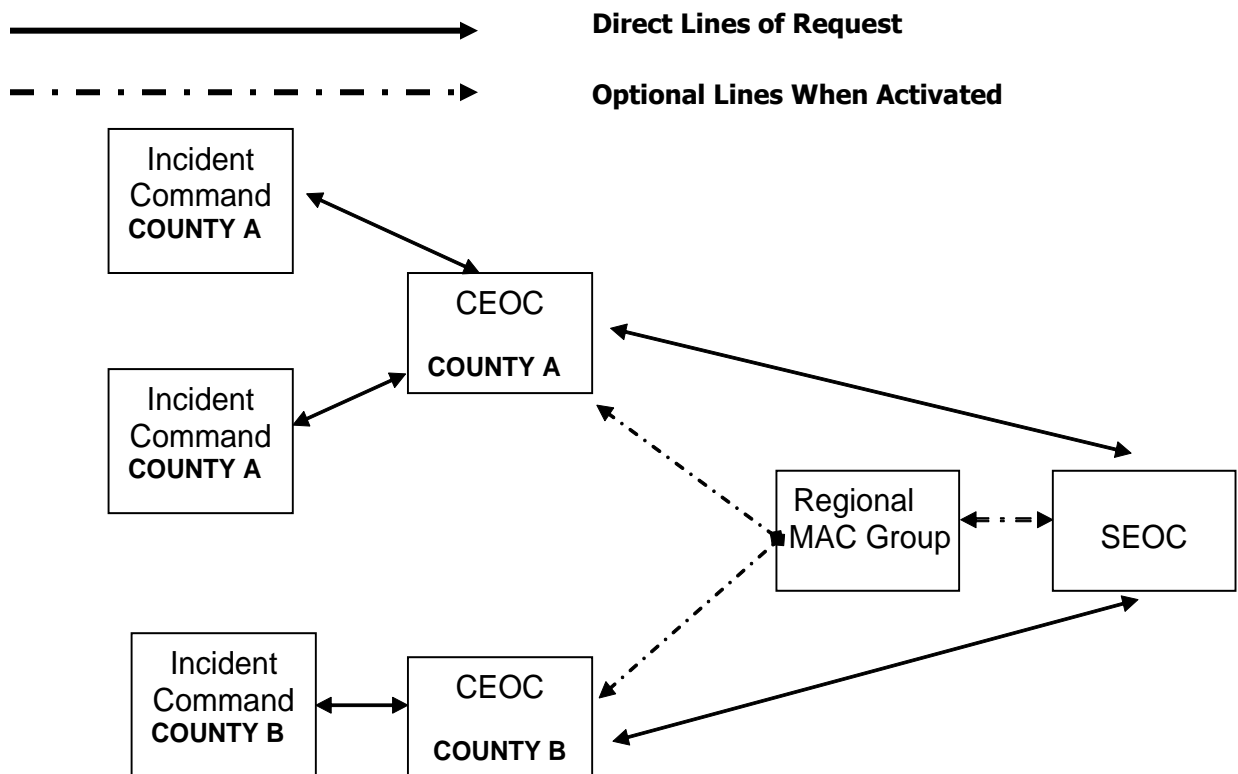 Direct Lines of Request
Optional Lines When Activated
Incident
Command
COUNTY A
CEOC
COUNTY A
Incident
Command
COUNTY A
Regional
MAC Group
SEOC
Incident
Command
COUNTY B
CEOC
COUNTY B